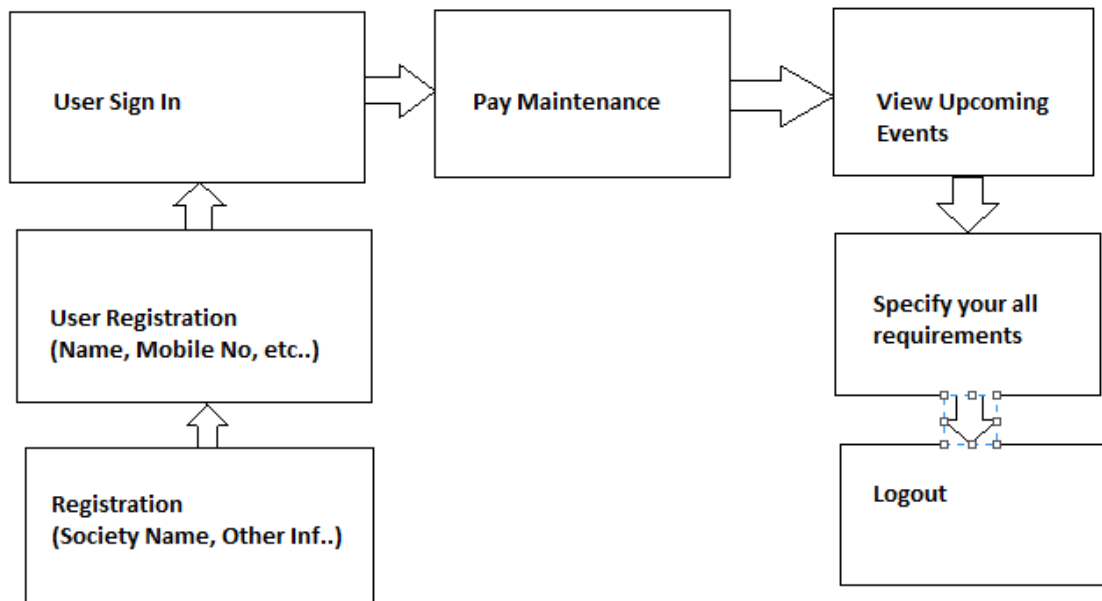 User Sign In
Pay Maintenance
View Upcoming
Events
User Registration
(Name, Mobile No, etc..)
Specify your all
requirements
Registration
(Society Name, Other Inf..)
Logout